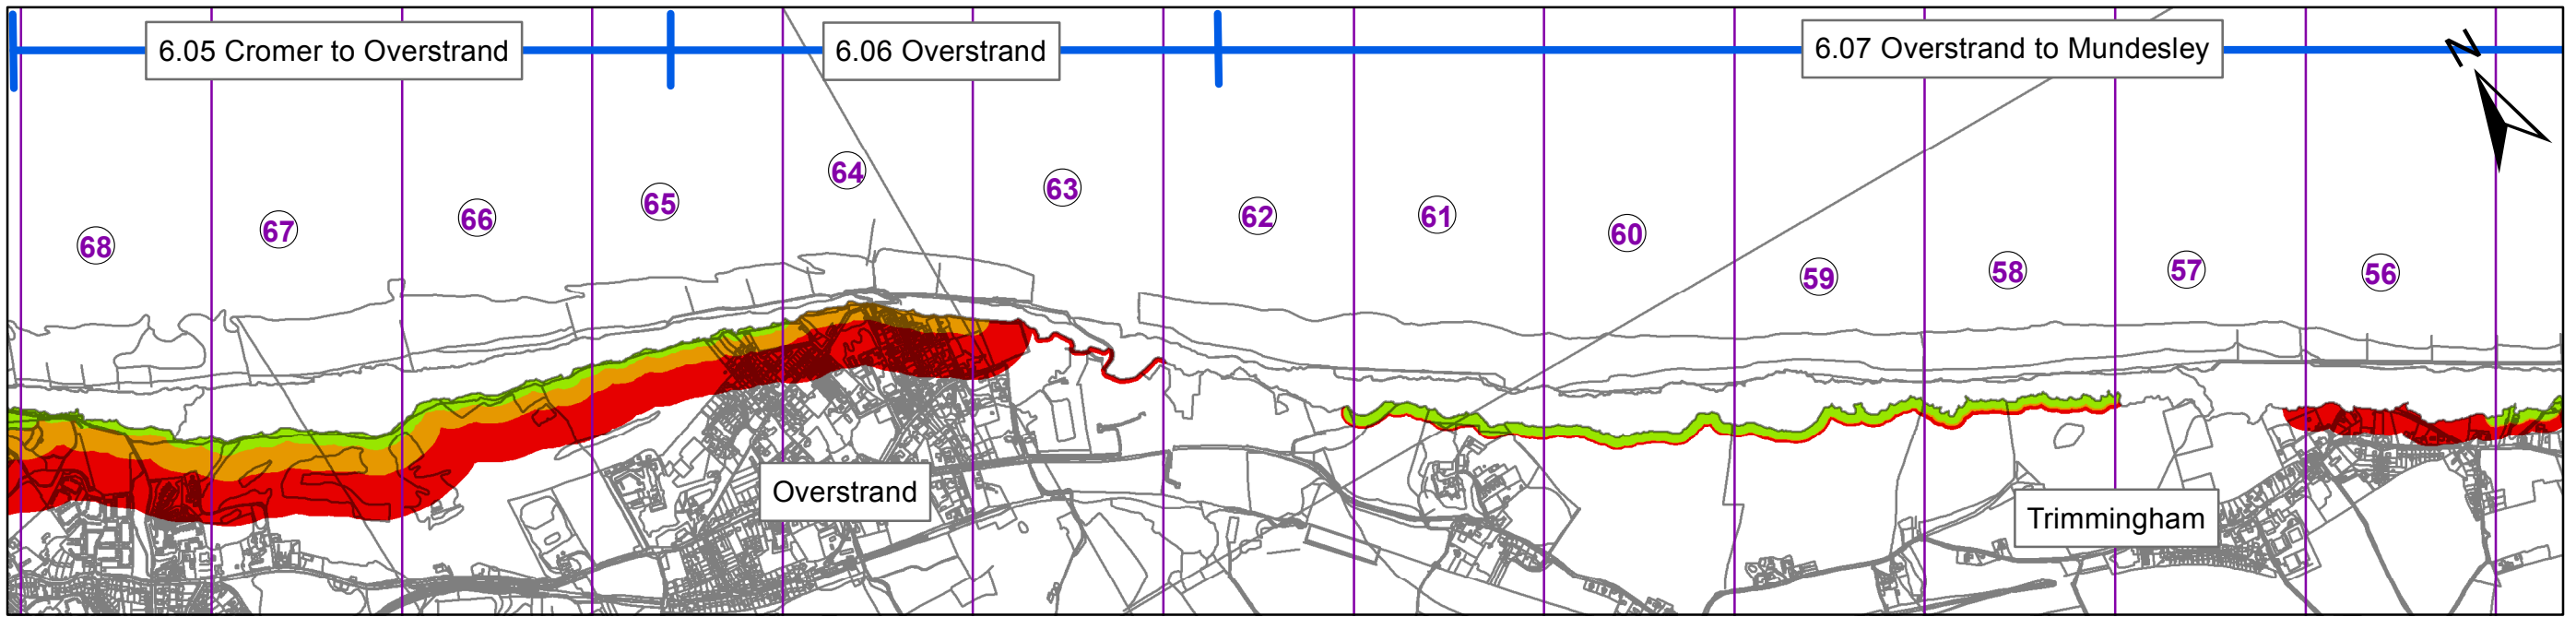 6.05 Cromer to Overstrand
6.06 Overstrand
6.07 Overstrand to Mundesley
N
68
67
66
65
64
63
62
61
60
59
58
57
56
Overstrand
Trimmingham